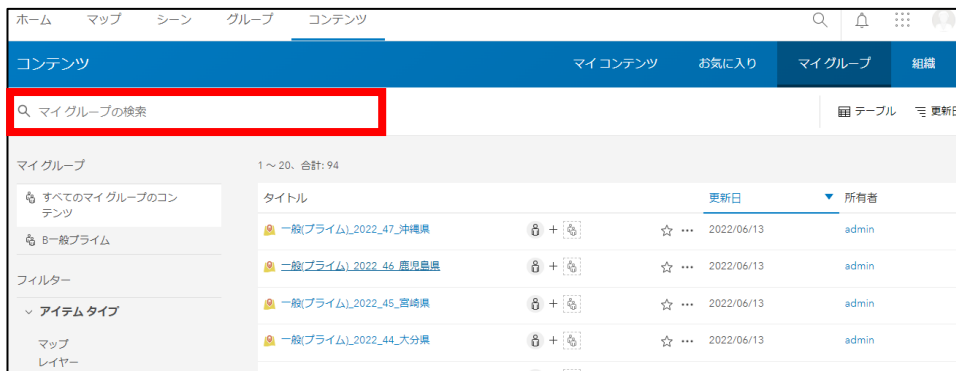 ホーム マップ シーン グループ コンテンツ
コンテンツ マイ コンテンツ お気に入り マイ グループ 組織
マイ グループの検索 テーブル 更新日
マイ グループ 1 ～ 20、合計: 94
すべてのマイ グループのコン
テンツ
B一般プライム
フィルター
アイテム タイプ
マップ
レイヤー
タイトル 更新日 所有者
一般(プライム)_2022_47_沖縄県 + 2022/06/13 admin
一般(プライム)_2022_46_鹿児島県 + 2022/06/13 admin
一般(プライム)_2022_45_宮崎県 + 2022/06/13 admin
一般(プライム)_2022_44_大分県 + 2022/06/13 admin